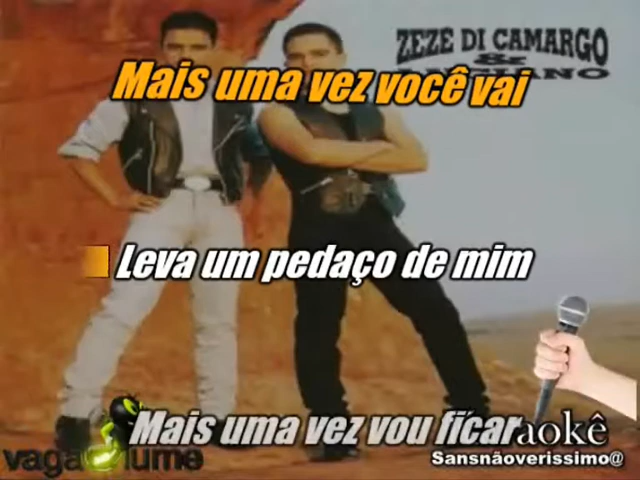 ZEZE DI CAMARGO
&
Mais uma vez você vai
Leva um pedaço de mim
Mais uma vez vou ficar
aokê
vagalume
Sansnãoverissimo@